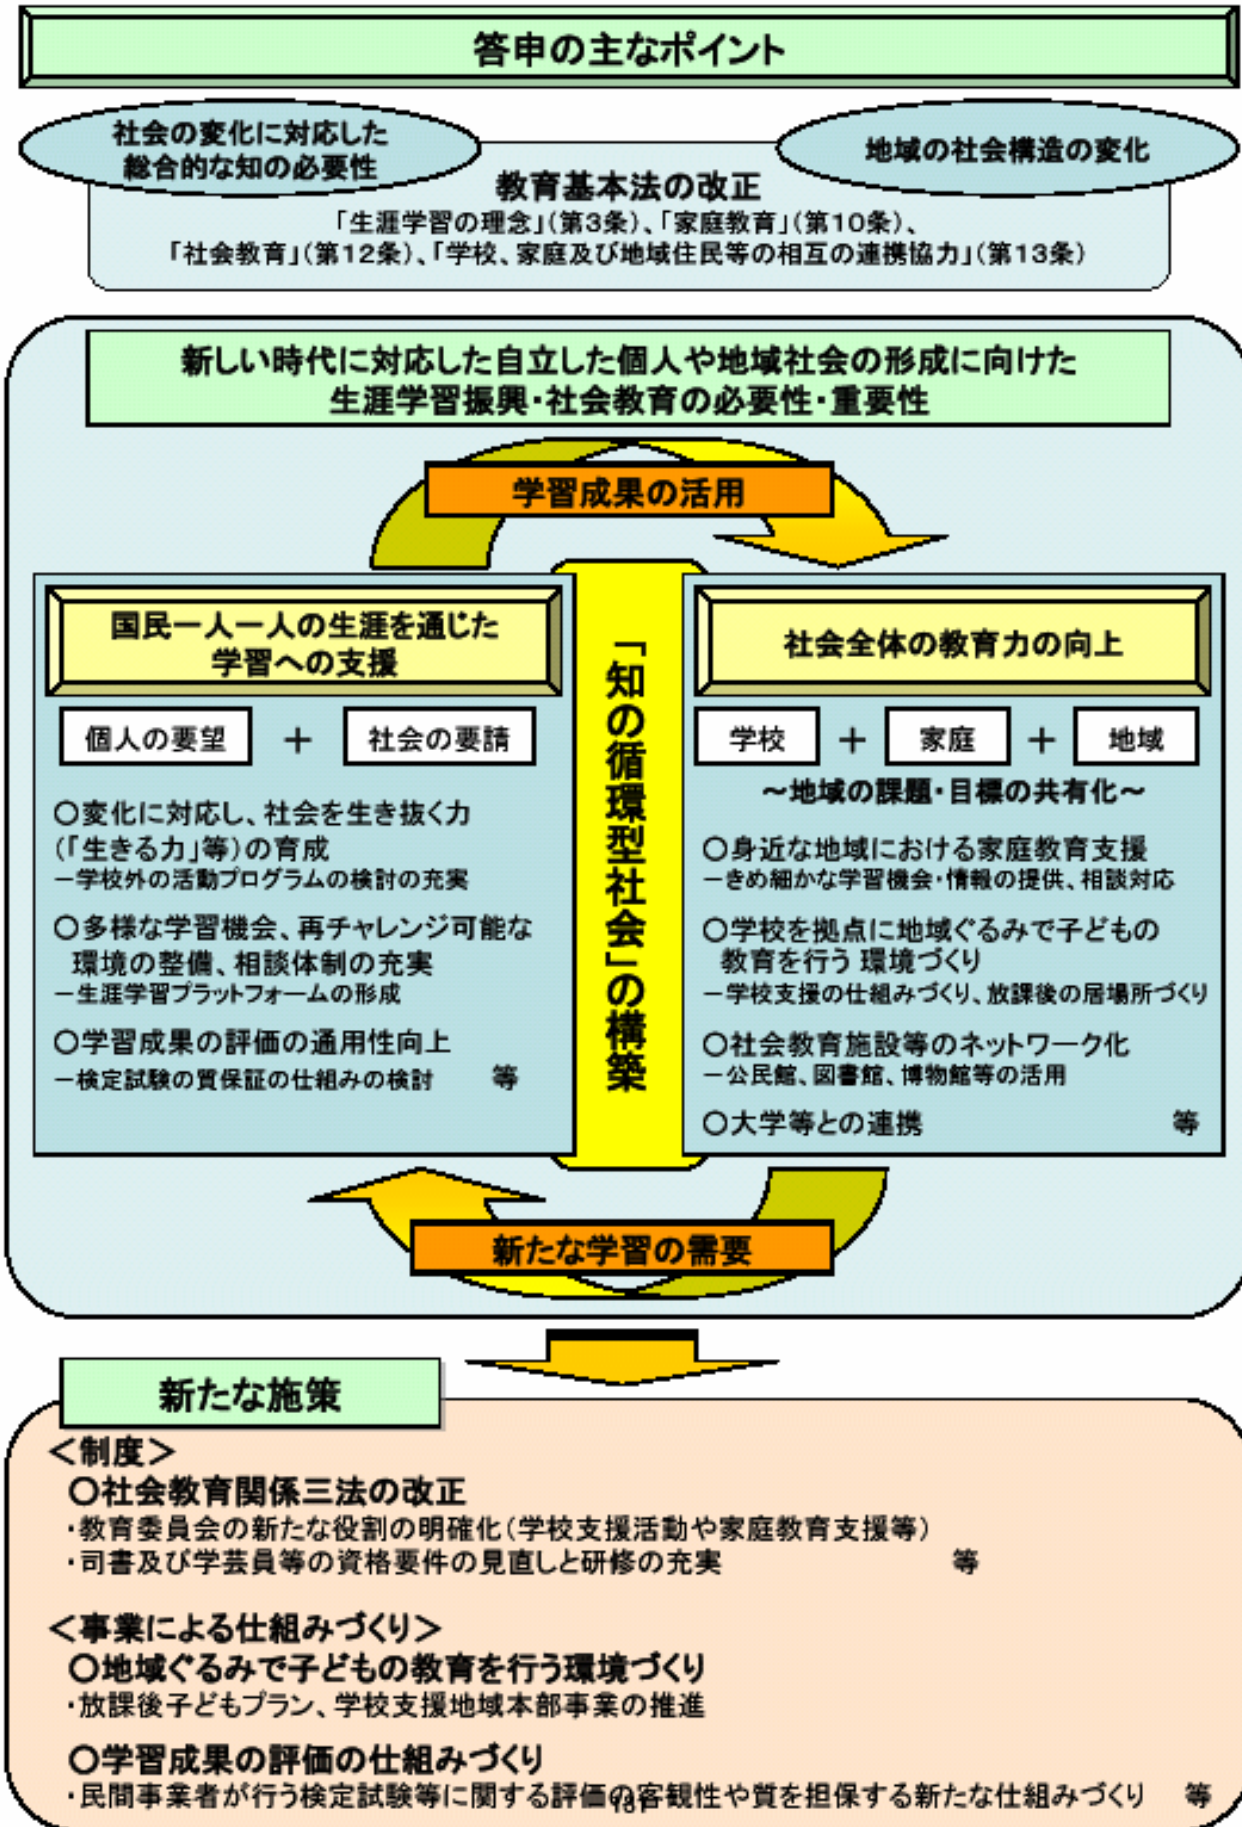 答申の主なポイント
社会の変化に対応した
総合的な知の必要性
地域の社会構造の変化
教育基本法の改正
「生涯学習の理念」(第3条)、「家庭教育」(第10条)、
「社会教育」(第12条)、「学校、家庭及び地域住民等の相互の連携協力」(第13条)
新しい時代に対応した自立した個人や地域社会の形成に向けた
生涯学習振興・社会教育の必要性・重要性
学習成果の活用
国民一人一人の生涯を通じた
学習への支援
個人の要望 + 社会の要請
○変化に対応し、社会を生き抜く力
(「生きる力」等)の育成
－学校外の活動プログラムの検討の充実
○多様な学習機会、再チャレンジ可能な
環境の整備、相談体制の充実
－生涯学習プラットフォームの形成
○学習成果の評価の通用性向上
－検定試験の質保証の仕組みの検討 等
「知の循環型社会」の構築
社会全体の教育力の向上
学校 + 家庭 + 地域
～地域の課題・目標の共有化～
○身近な地域における家庭教育支援
－きめ細かな学習機会・情報の提供、相談対応
○学校を拠点に地域ぐるみで子どもの
教育を行う 環境づくり
－学校支援の仕組みづくり、放課後の居場所づくり
○社会教育施設等のネットワーク化
－公民館、図書館、博物館等の活用
○大学等との連携 等
新たな学習の需要
新たな施策
＜制度＞
○社会教育関係三法の改正
・教育委員会の新たな役割の明確化(学校支援活動や家庭教育支援等)
・司書及び学芸員等の資格要件の見直しと研修の充実 等
＜事業による仕組みづくり＞
○地域ぐるみで子どもの教育を行う環境づくり
・放課後子どもプラン、学校支援地域本部事業の推進
○学習成果の評価の仕組みづくり
・民間事業者が行う検定試験等に関する評価の客観性や質を担保する新たな仕組みづくり 等